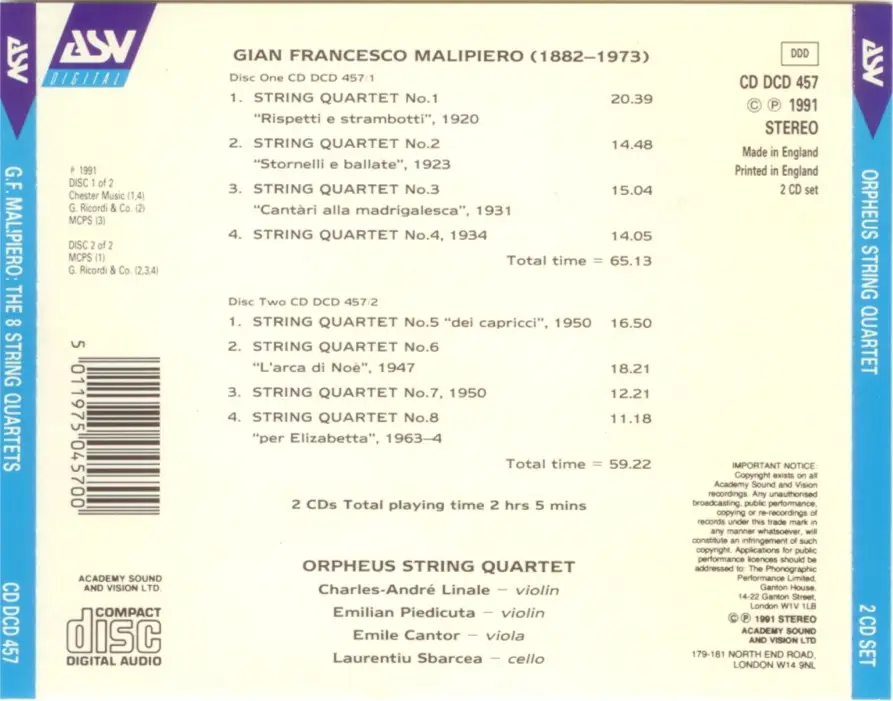 ASV
G.F. MAL!PIERO: THE 8 STRING QUARTETS
CD DCD 457
ASV
DIGITAL
℗ 1991
DISC 1 of 2
Chester Music (1,4)
G. Ricordi & Co. (2)
MCPS (3)
DISC 2 of 2
MCPS (1)
G. Ricordi & Co. (2,3,4)
5 011975 045700
ACADEMY SOUND
AND VISION LTD.
COMPACT
disc
DIGITAL AUDIO
GIAN FRANCESCO MALIPIERO (1882–1973)
Disc One CD DCD 457/1
1. STRING QUARTET No.1 20.39
"Rispetti e strambotti", 1920
2. STRING QUARTET No.2 14.48
"Stornelli e ballate", 1923
3. STRING QUARTET No.3 15.04
"Cantàri alla madrigalesca", 1931
4. STRING QUARTET No.4, 1934 14.05
Total time = 65.13
Disc Two CD DCD 457/2
1. STRING QUARTET No.5 "dei capricci", 1950 16.50
2. STRING QUARTET No.6
"L'arca di Noè", 1947 18.21
3. STRING QUARTET No.7, 1950 12.21
4. STRING QUARTET No.8 11.18
"per Elizabetta", 1963–4
Total time = 59.22
2 CDs Total playing time 2 hrs 5 mins
ORPHEUS STRING QUARTET
Charles-André Linale – violin
Emilian Piedicuta – violin
Emile Cantor – viola
Laurentiu Sbarcea – cello
DDD
CD DCD 457
© ℗ 1991
STEREO
Made in England
Printed in England
2 CD set
IMPORTANT NOTICE
Copyright exists on all
Academy Sound and Vision
recordings. Any unauthorised
broadcasting, public performance,
copying or re-recordings of
records under this trade mark in
any manner whatsoever, will
constitute an infringement of such
copyright. Applications for public
performance licences should be
addressed to: The Phonographic
Performance Limited,
Ganton House,
14-22 Ganton Street,
London W1V 1LB
© ℗ 1991 STEREO
ACADEMY SOUND
AND VISION LTD
179-181 NORTH END ROAD,
LONDON W14 9NL
ASV
ORPHEUS STRING QUARTET
2 CD SET